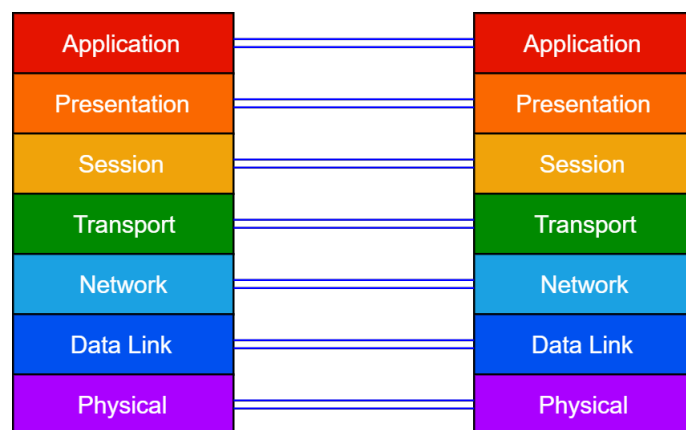 Application
Application
Presentation
Presentation
Session
Session
Transport
Transport
Network
Network
Data Link
Data Link
Physical
Physical